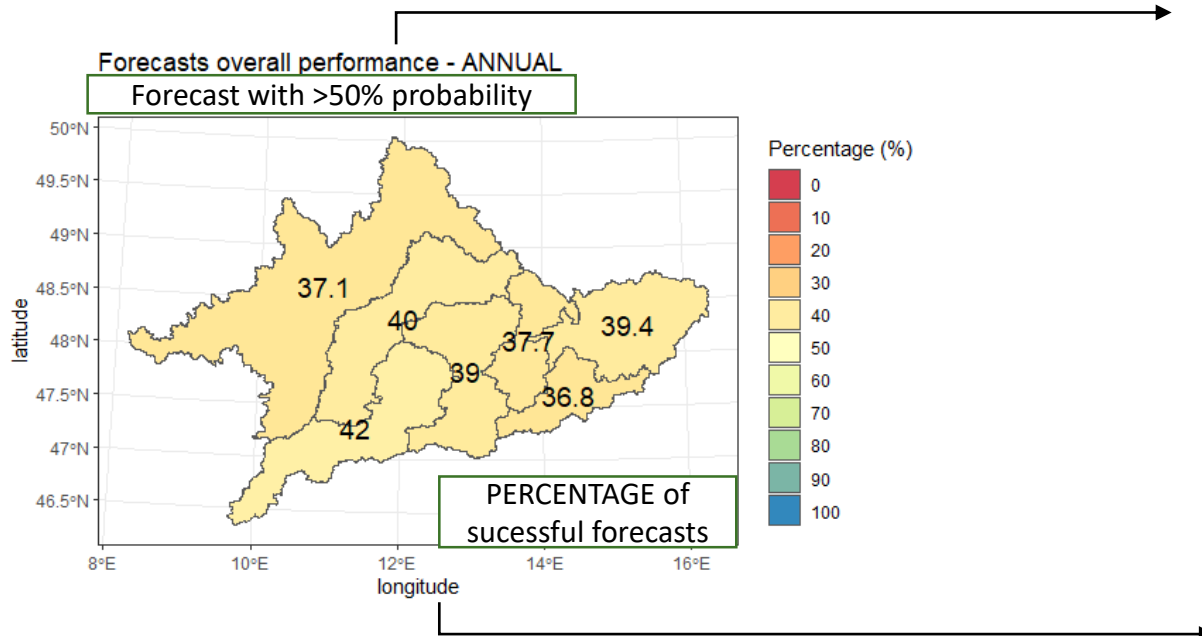 Forecasts overall performance - ANNUAL
Forecast with >50% probability
50°N
49.5°N
49°N
48.5°N
48°N
47.5°N
47°N
46.5°N
latitude
37.1
40
39
37.7
39.4
36.8
42
PERCENTAGE of
sucessful forecasts
8°E
10°E
12°E
14°E
16°E
longitude
Percentage (%)
0
10
20
30
40
50
60
70
80
90
100